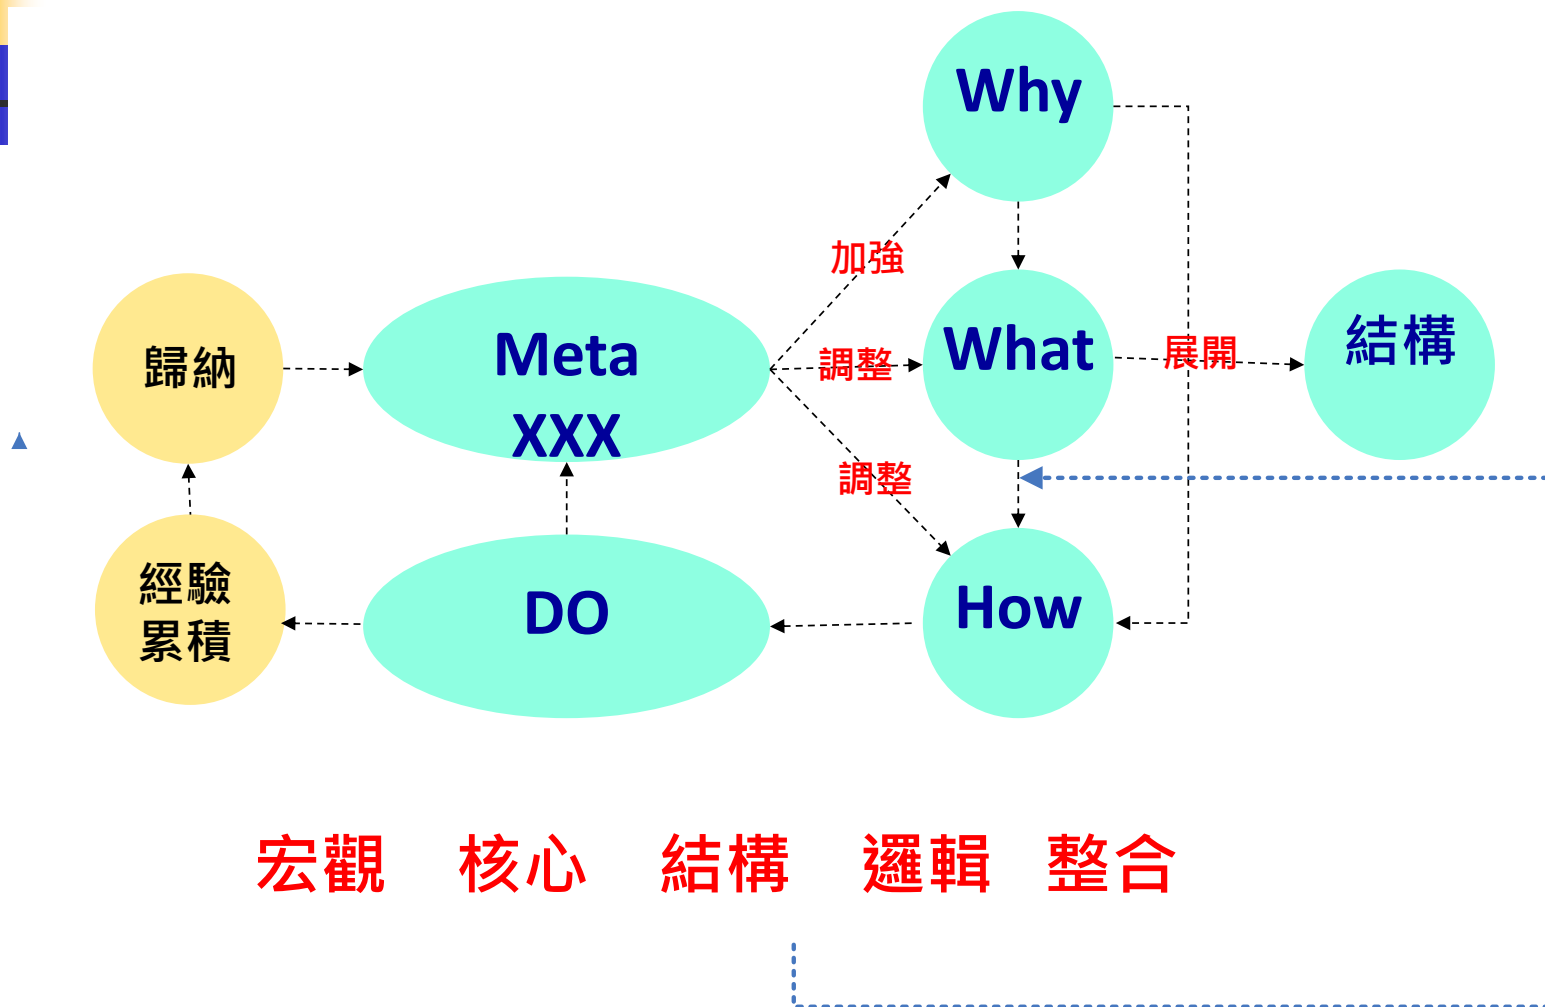 Why
加強
歸納
Meta
XXX
調整
What
展開
結構
調整
經驗
累積
DO
How
宏觀 核心 結構 邏輯 整合